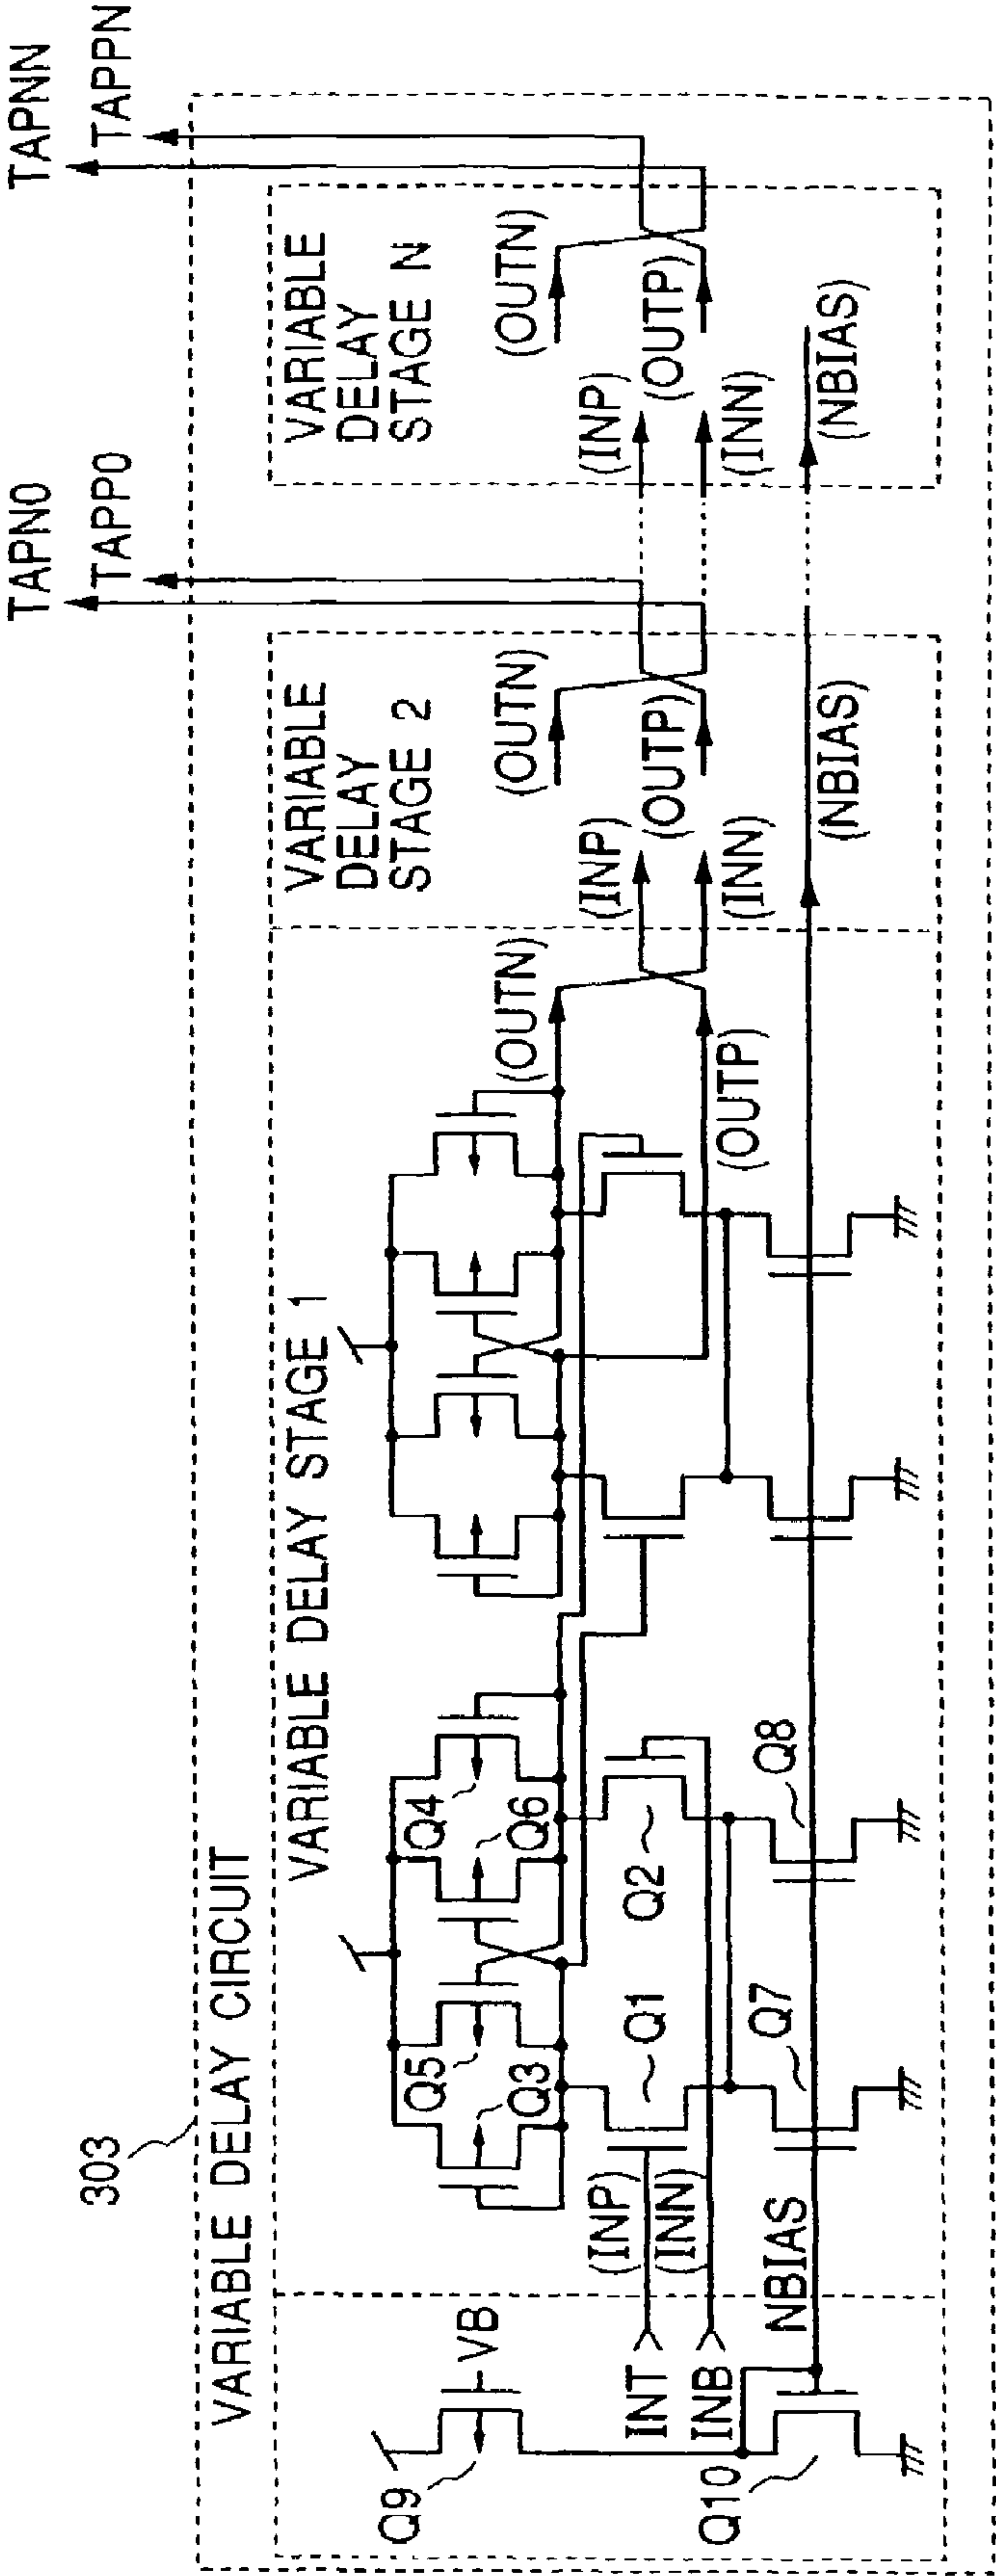 303
VARIABLE DELAY CIRCUIT
VARIABLE DELAY STAGE 1
VARIABLE
DELAY
STAGE 2
VARIABLE
DELAY
STAGE N
TAPN0
TAPP0
TAPNN
TAPPN
Q9
VB
Q10
INT
INB
(INP)
(INN)
NBIAS
Q5
Q3
Q4
Q6
Q1
Q2
Q7
Q8
(OUTN)
(OUTP)
(INP)
(INN)
(OUTN)
(OUTP)
(NBIAS)
(INP)
(INN)
(OUTN)
(OUTP)
(NBIAS)